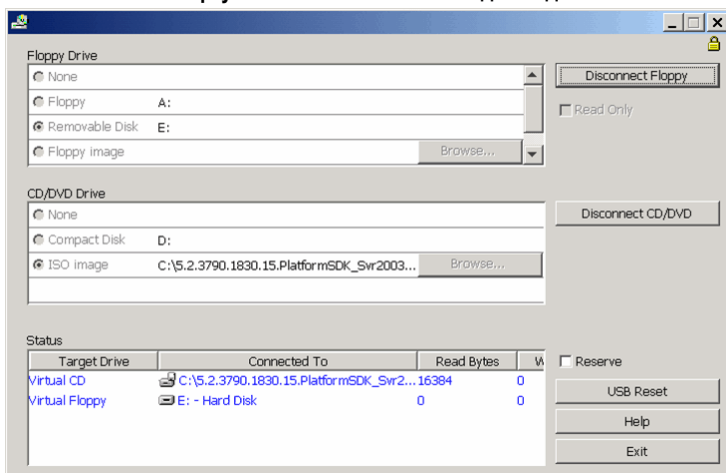 Floppy Drive
None
Disconnect Floppy
Floppy A:
Read Only
Removable Disk E:
Floppy image Browse...
CD/DVD Drive
None
Disconnect CD/DVD
Compact Disk D:
ISO image C:\5.2.3790.1830.15.PlatformSDK_Svr2003... Browse...
Status
Target Drive Connected To Read Bytes W
Reserve
Virtual CD C:\5.2.3790.1830.15.PlatformSDK_Svr2... 16384 0
Virtual Floppy E: - Hard Disk 0 0
USB Reset
Help
Exit